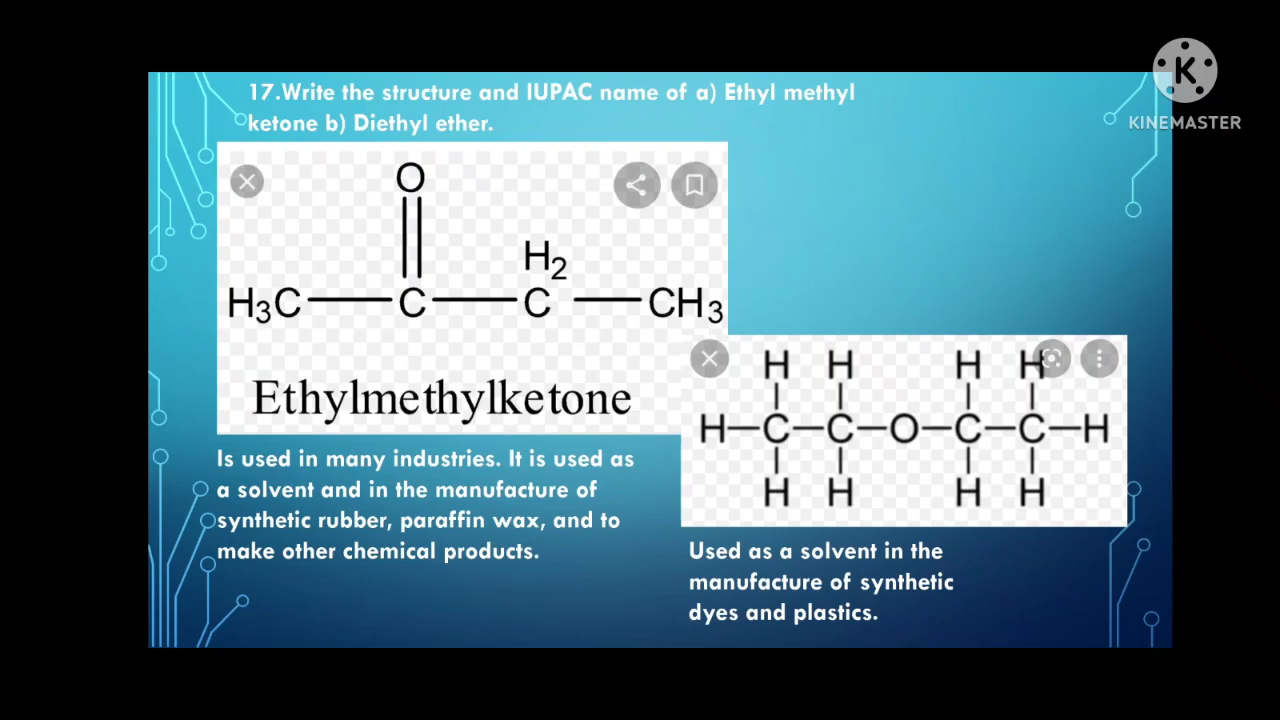 17.Write the structure and IUPAC name of a) Ethyl methyl
ketone b) Diethyl ether.
K
KINEMASTER
O
H2
H3C C C CH3
Ethylmethylketone
H H H H
H-C-C-O-C-C-H
H H H H
Is used in many industries. It is used as
a solvent and in the manufacture of
synthetic rubber, paraffin wax, and to
make other chemical products.
Used as a solvent in the
manufacture of synthetic
dyes and plastics.